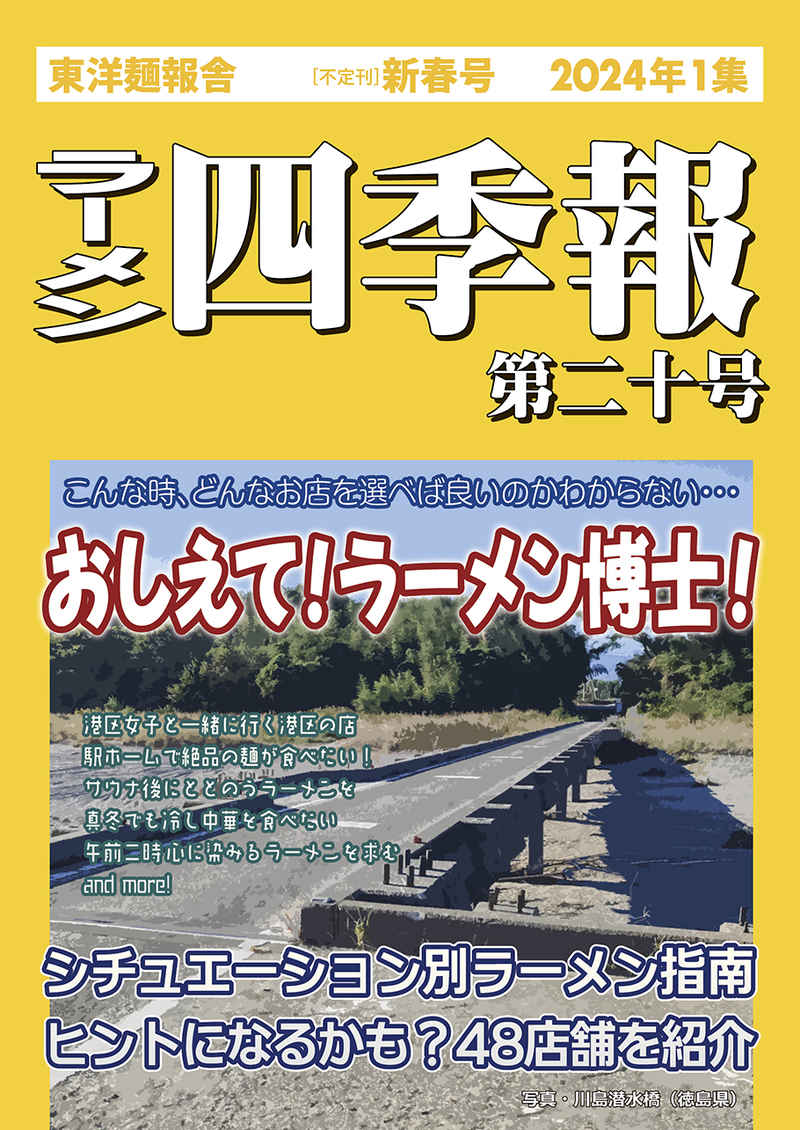 東洋麺報舎 [不定刊]新春号 2024年1集
ラーメン四季報
第二十号
こんな時、どんなお店を選べば良いのかわからない…
おしえて!ラーメン博士!
港区女子と一緒に行く港区の店
駅ホームで絶品の麺が食べたい!
サウナ後にととのうラーメンを
真冬でも冷し中華を食べたい
午前二時心に染みるラーメンを求む
and more!
シチュエーション別ラーメン指南
ヒントになるかも?48店舗を紹介
写真・川島潜水橋(徳島県)